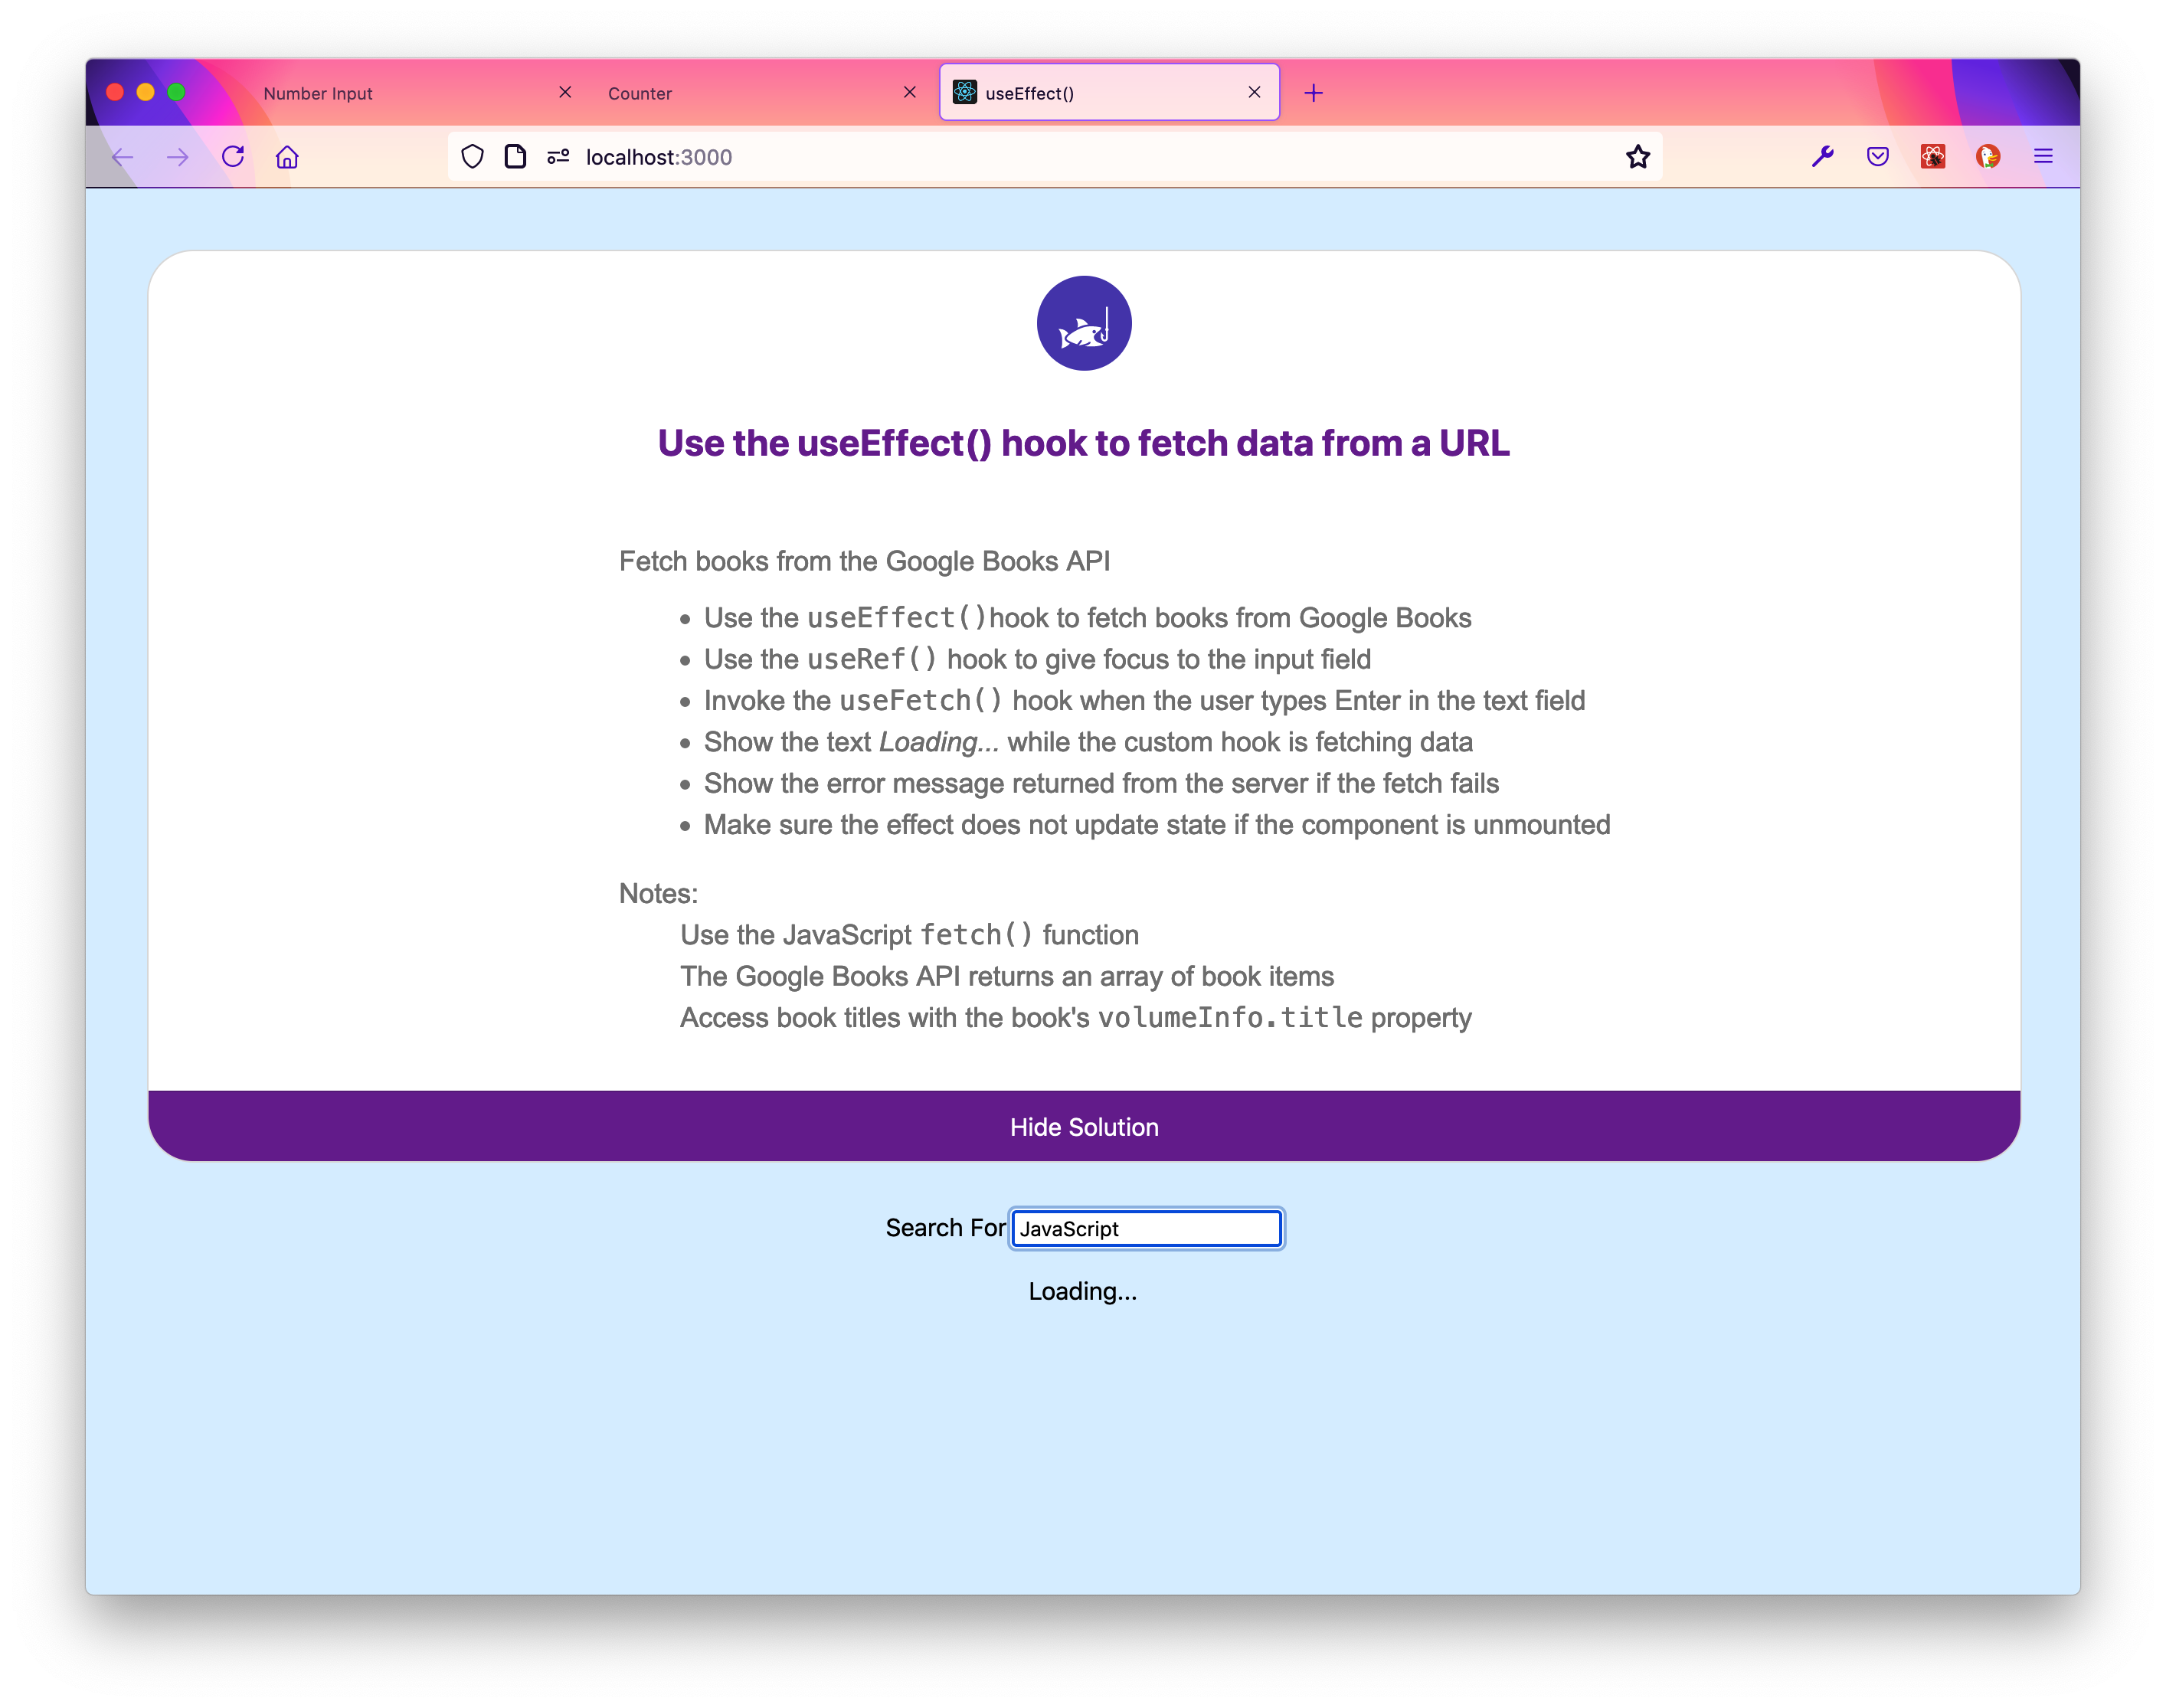 Number Input
Counter
useEffect()
localhost:3000
Use the useEffect() hook to fetch data from a URL
Fetch books from the Google Books API
• Use the useEffect()hook to fetch books from Google Books
• Use the useRef() hook to give focus to the input field
• Invoke the useFetch() hook when the user types Enter in the text field
• Show the text Loading... while the custom hook is fetching data
• Show the error message returned from the server if the fetch fails
• Make sure the effect does not update state if the component is unmounted
Notes:
Use the JavaScript fetch() function
The Google Books API returns an array of book items
Access book titles with the book's volumeInfo.title property
Hide Solution
Search For JavaScript
Loading...